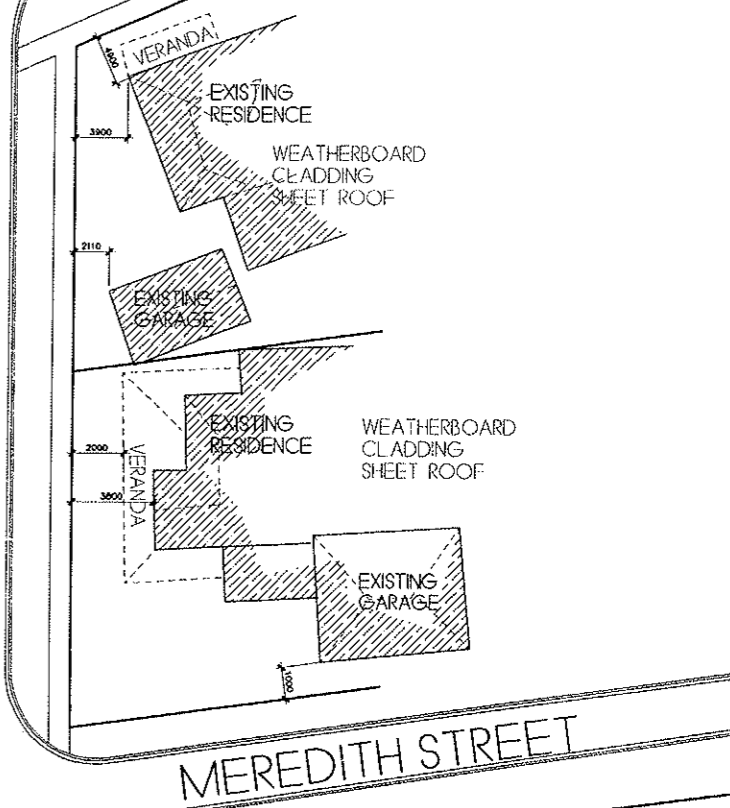 4900
VERANDA
EXISTING
RESIDENCE
3900
WEATHERBOARD
CLADDING
SHEET ROOF
2110
EXISTING
GARAGE
EXISTING
RESIDENCE
WEATHERBOARD
CLADDING
SHEET ROOF
2000
VERANDA
3800
EXISTING
GARAGE
1000
MEREDITH STREET